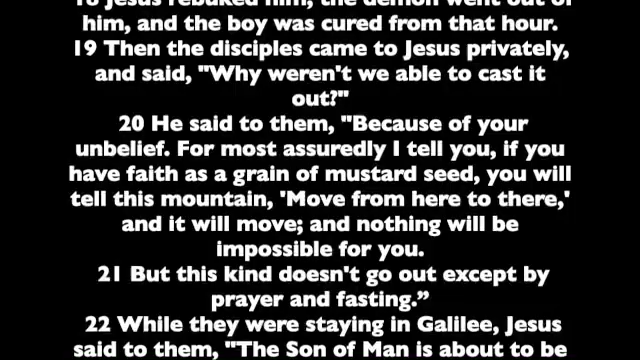 18 Jesus rebuked him, the demon went out of
him, and the boy was cured from that hour.
19 Then the disciples came to Jesus privately,
and said, "Why weren't we able to cast it
out?"
20 He said to them, "Because of your
unbelief. For most assuredly I tell you, if you
have faith as a grain of mustard seed, you will
tell this mountain, 'Move from here to there,'
and it will move; and nothing will be
impossible for you.
21 But this kind doesn't go out except by
prayer and fasting.”
22 While they were staying in Galilee, Jesus
said to them, "The Son of Man is about to be